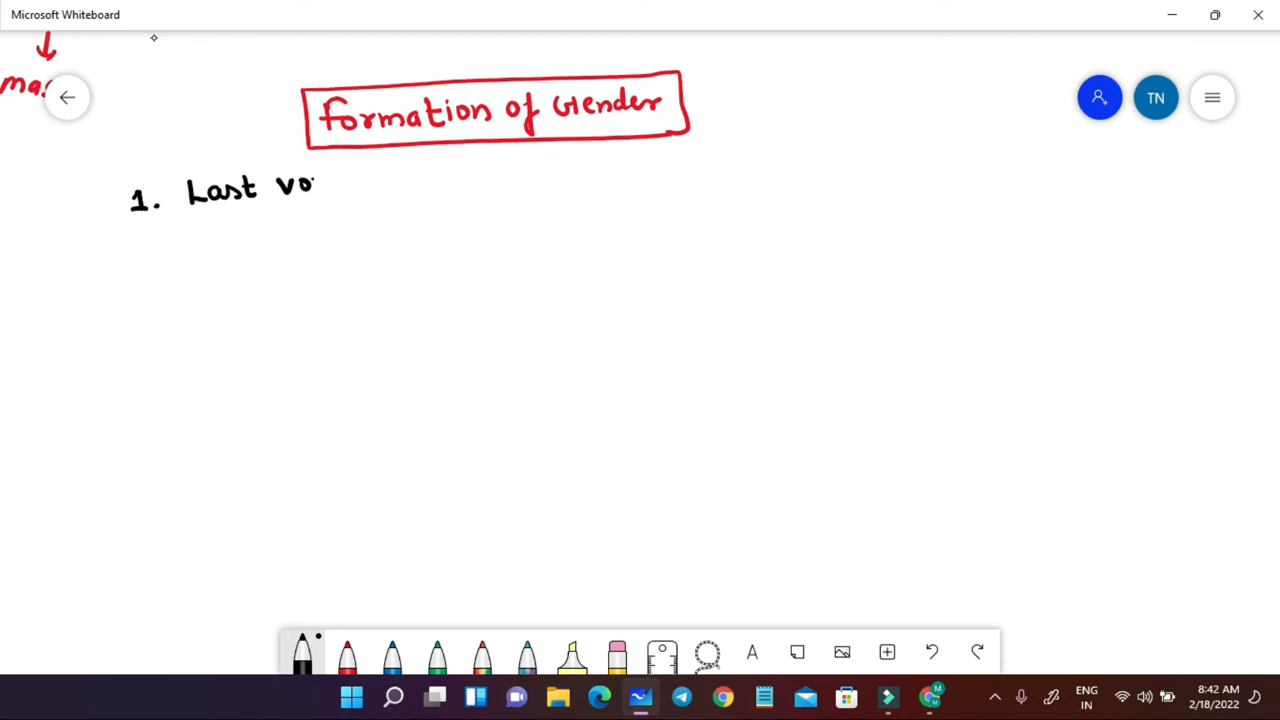 Microsoft Whiteboard
TN
Formation of Gender
1. Last vo
A
ENG
IN
8:42 AM
2/18/2022